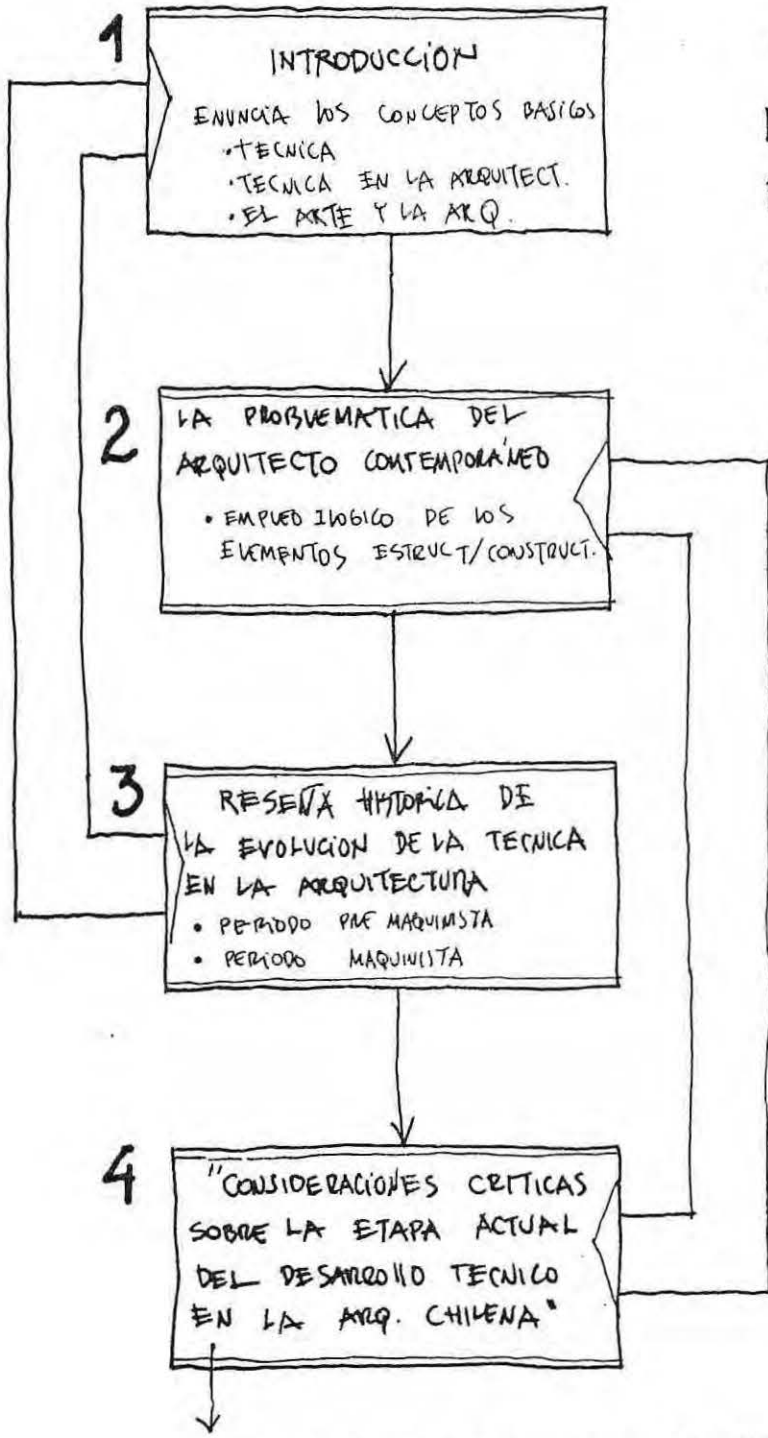 1
INTRODUCCION
ENUNCIA LOS CONCEPTOS BASICOS
• TECNICA
• TECNICA EN LA ARQUITECT.
• EL ARTE Y LA ARQ.
2
LA PROBLEMATICA DEL
ARQUITECTO CONTEMPORÁNEO
• EMPLEO ILOGICO DE LOS
ELEMENTOS ESTRUCT/CONSTRUCT.
3
RESEÑA HISTORICA DE
LA EVOLUCION DE LA TECNICA
EN LA ARQUITECTURA
• PERIODO PRE MAQUINISTA
• PERIODO MAQUINISTA
4
"CONSIDERACIONES CRITICAS
SOBRE LA ETAPA ACTUAL
DEL DESARROLLO TECNICO
EN LA ARQ. CHILENA"